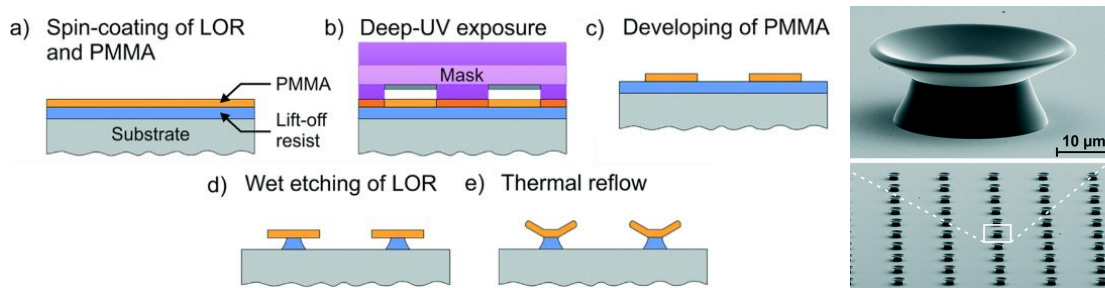 a) Spin-coating of LOR
and PMMA
PMMA
Lift-off
resist
Substrate
b) Deep-UV exposure
Mask
c) Developing of PMMA
10 µm
d) Wet etching of LOR
e) Thermal reflow